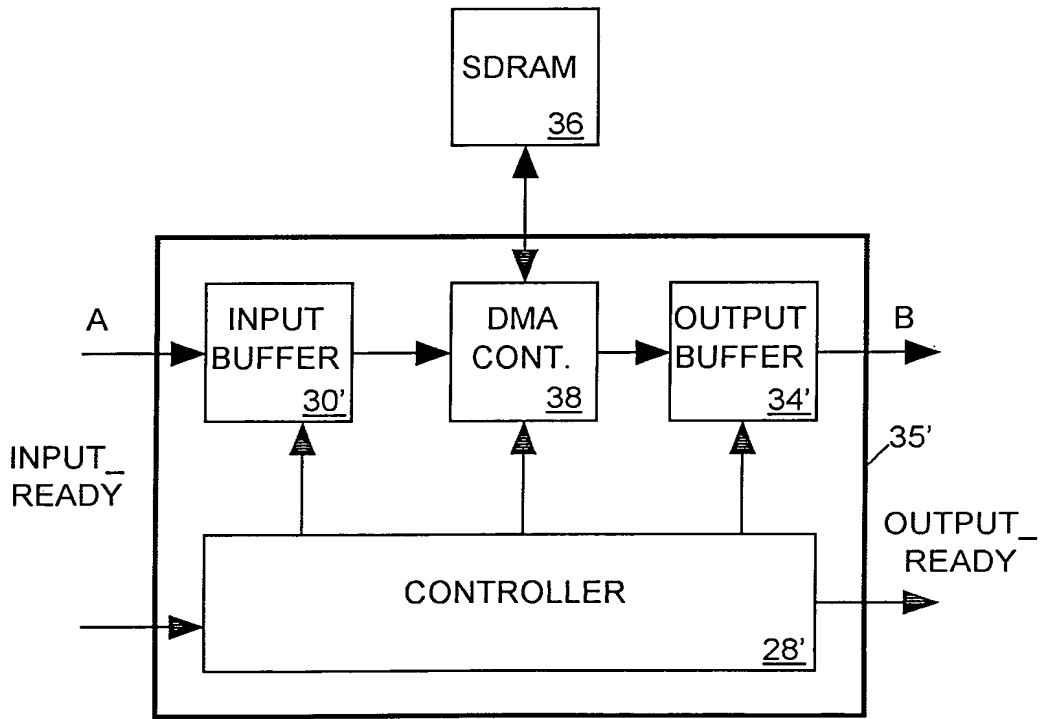 SDRAM
36
A
INPUT
BUFFER
30'
DMA
CONT.
38
OUTPUT
BUFFER
34'
B
35'
INPUT_
READY
OUTPUT_
READY
CONTROLLER
28'